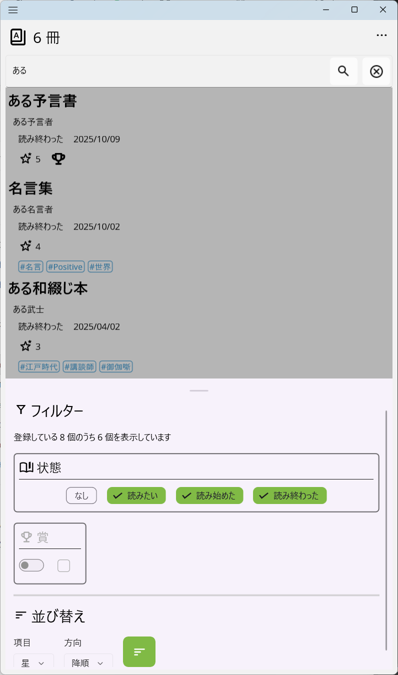 6 冊
ある
ある予言書
ある予言者
読み終わった 2025/10/09
5
名言集
ある名言者
読み終わった 2025/10/02
4
#名言 #Positive #世界
ある和綴じ本
ある武士
読み終わった 2025/04/02
3
#江戸時代 #講談師 #御伽噺
フィルター
登録している 8 個のうち 6 個を表示しています
状態
なし 読みたい 読み始めた 読み終わった
賞
並び替え
項目 方向
星 降順